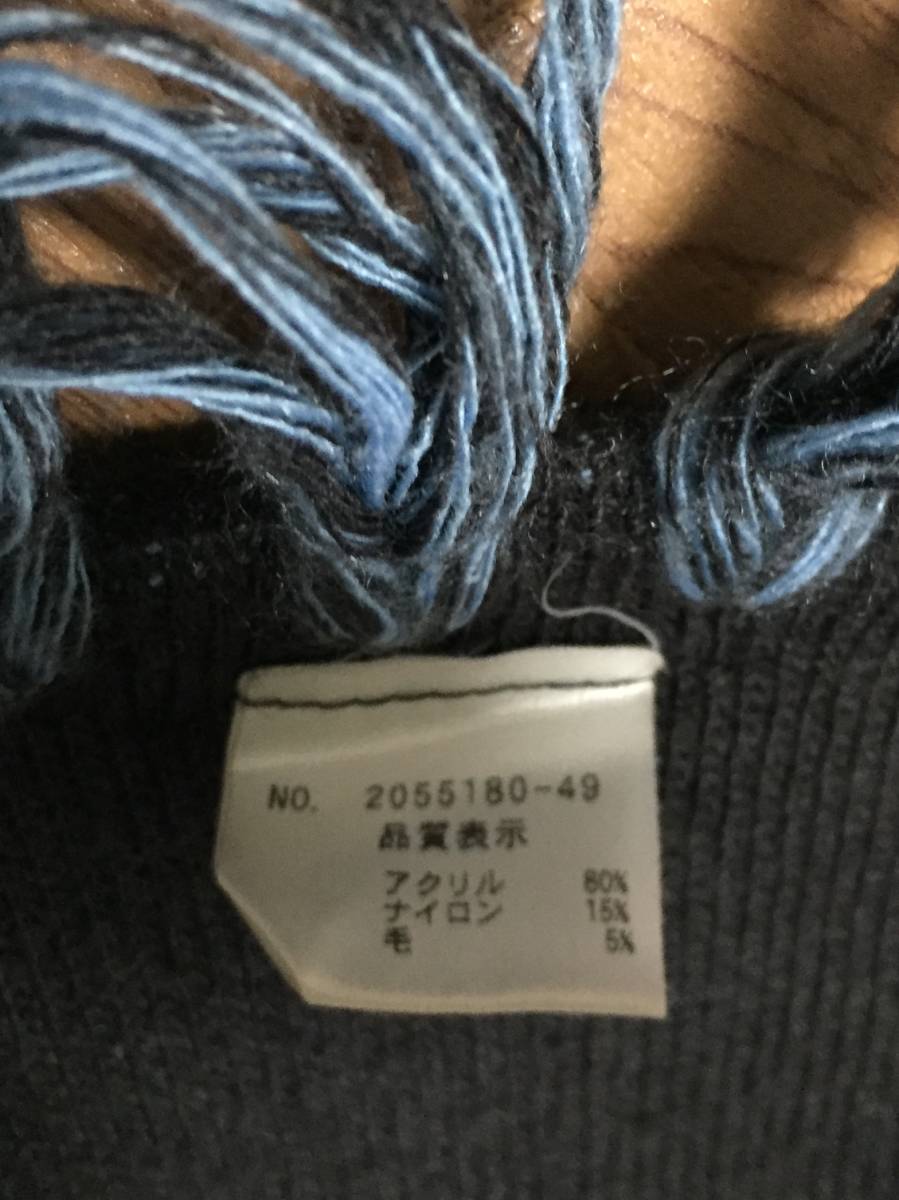 NO. 2055180-49
品質表示
アクリル 80%
ナイロン 15%
毛 5%